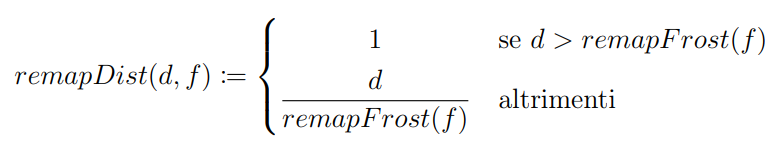 remapDist(d, f) := { 1 se d > remapFrost(f)
d / remapFrost(f) altrimenti